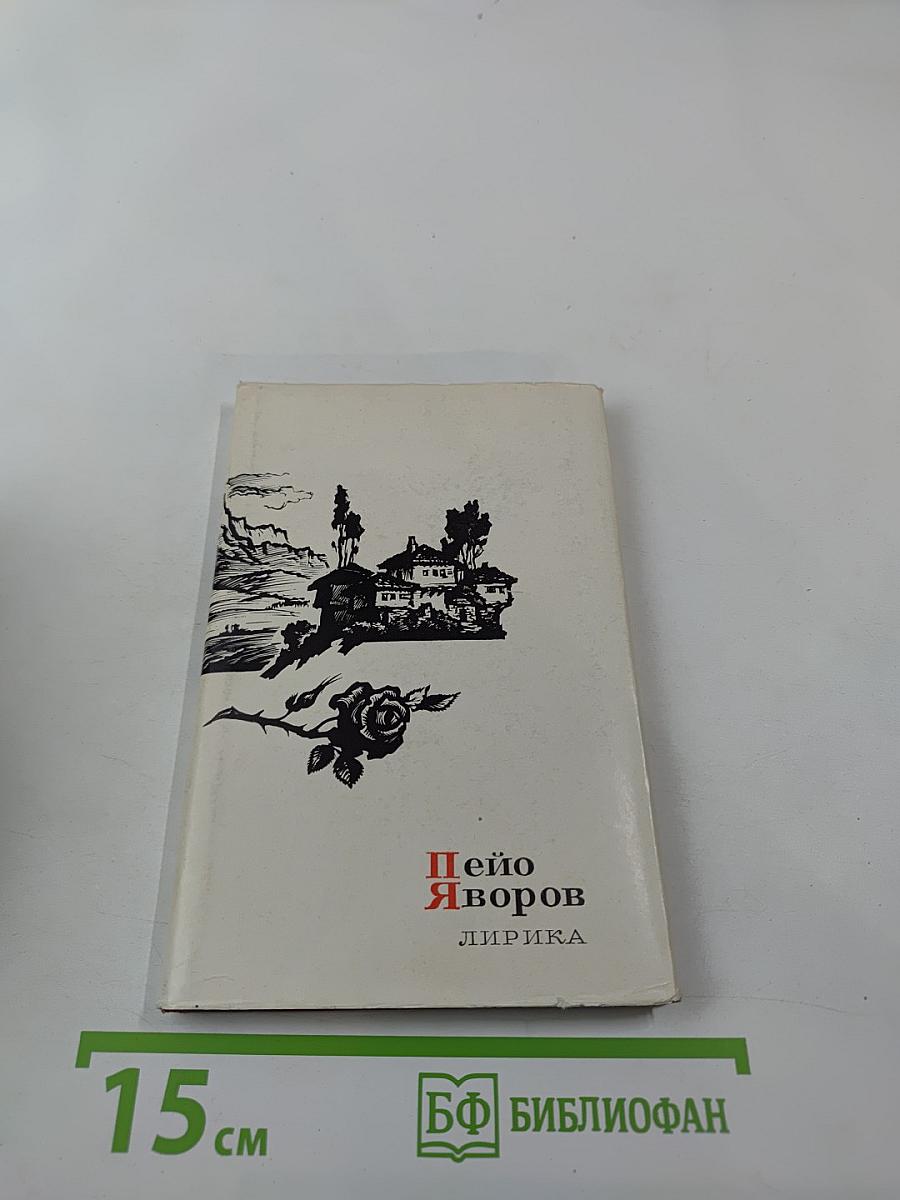 Пейо
Яворов
ЛИРИКА
15 см
БФ БИБЛИОФАН